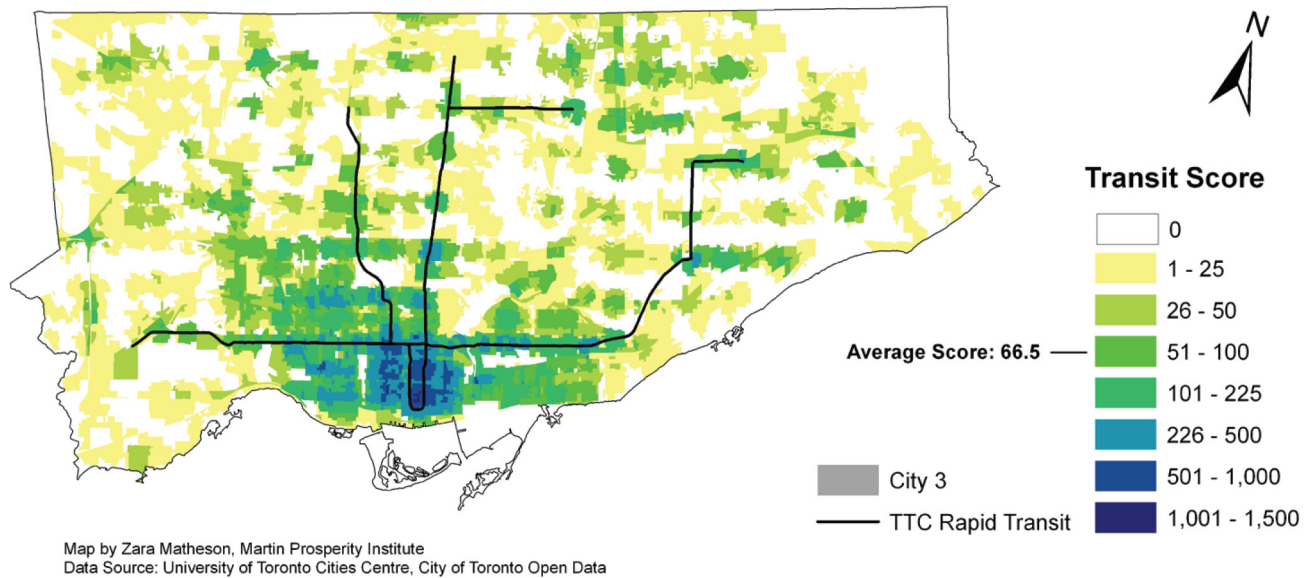 N
Transit Score
0
1 - 25
26 - 50
Average Score: 66.5
51 - 100
101 - 225
226 - 500
City 3
501 - 1,000
TTC Rapid Transit
1,001 - 1,500
Map by Zara Matheson, Martin Prosperity Institute
Data Source: University of Toronto Cities Centre, City of Toronto Open Data